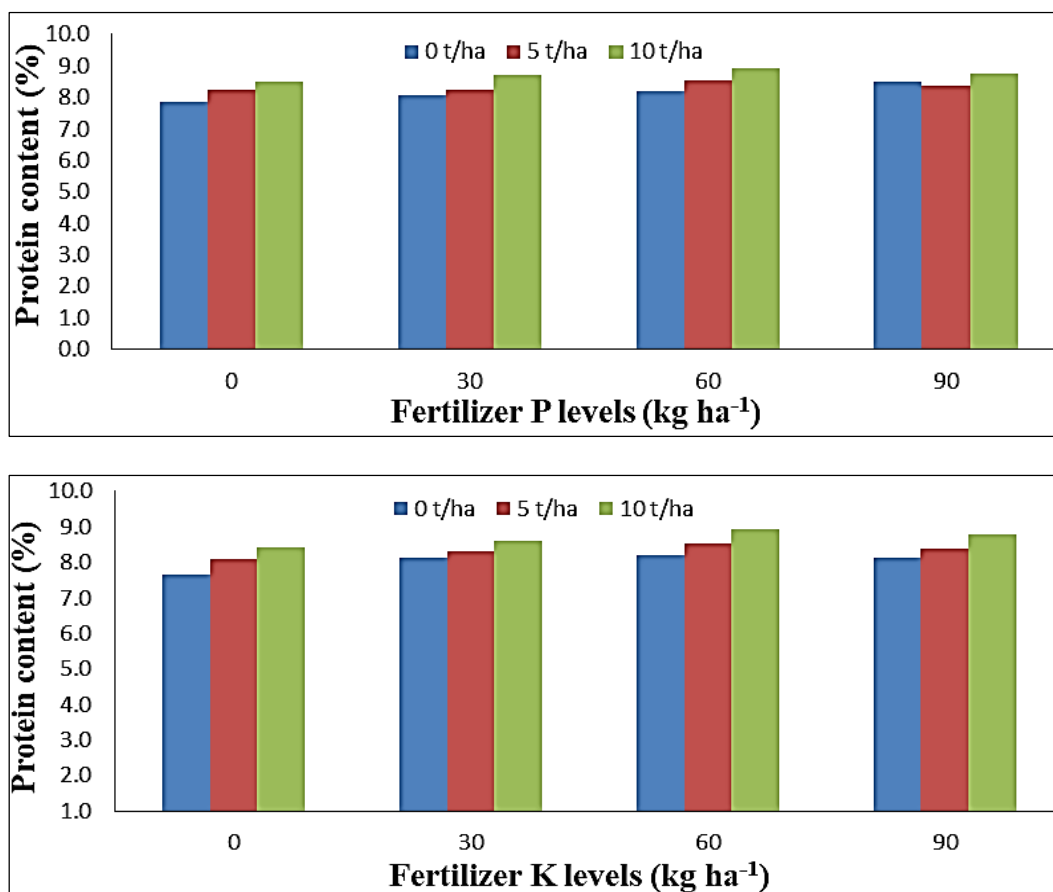 10.0
0 t/ha 5 t/ha 10 t/ha
9.0
8.0
7.0
6.0
5.0
4.0
3.0
2.0
1.0
0.0
Protein content (%)
0 30 60 90
Fertilizer P levels (kg ha⁻¹)
10.0
0 t/ha 5 t/ha 10 t/ha
9.0
8.0
7.0
6.0
5.0
4.0
3.0
2.0
1.0
Protein content (%)
0 30 60 90
Fertilizer K levels (kg ha⁻¹)